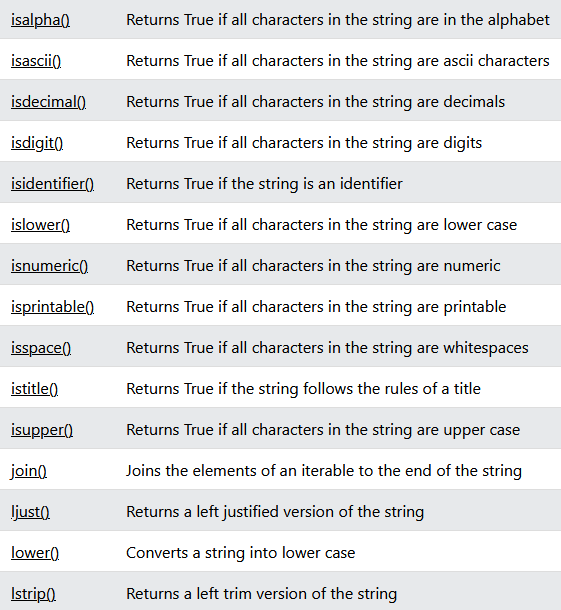 isalpha() Returns True if all characters in the string are in the alphabet
isascii() Returns True if all characters in the string are ascii characters
isdecimal() Returns True if all characters in the string are decimals
isdigit() Returns True if all characters in the string are digits
isidentifier() Returns True if the string is an identifier
islower() Returns True if all characters in the string are lower case
isnumeric() Returns True if all characters in the string are numeric
isprintable() Returns True if all characters in the string are printable
isspace() Returns True if all characters in the string are whitespaces
istitle() Returns True if the string follows the rules of a title
isupper() Returns True if all characters in the string are upper case
join() Joins the elements of an iterable to the end of the string
ljust() Returns a left justified version of the string
lower() Converts a string into lower case
lstrip() Returns a left trim version of the string